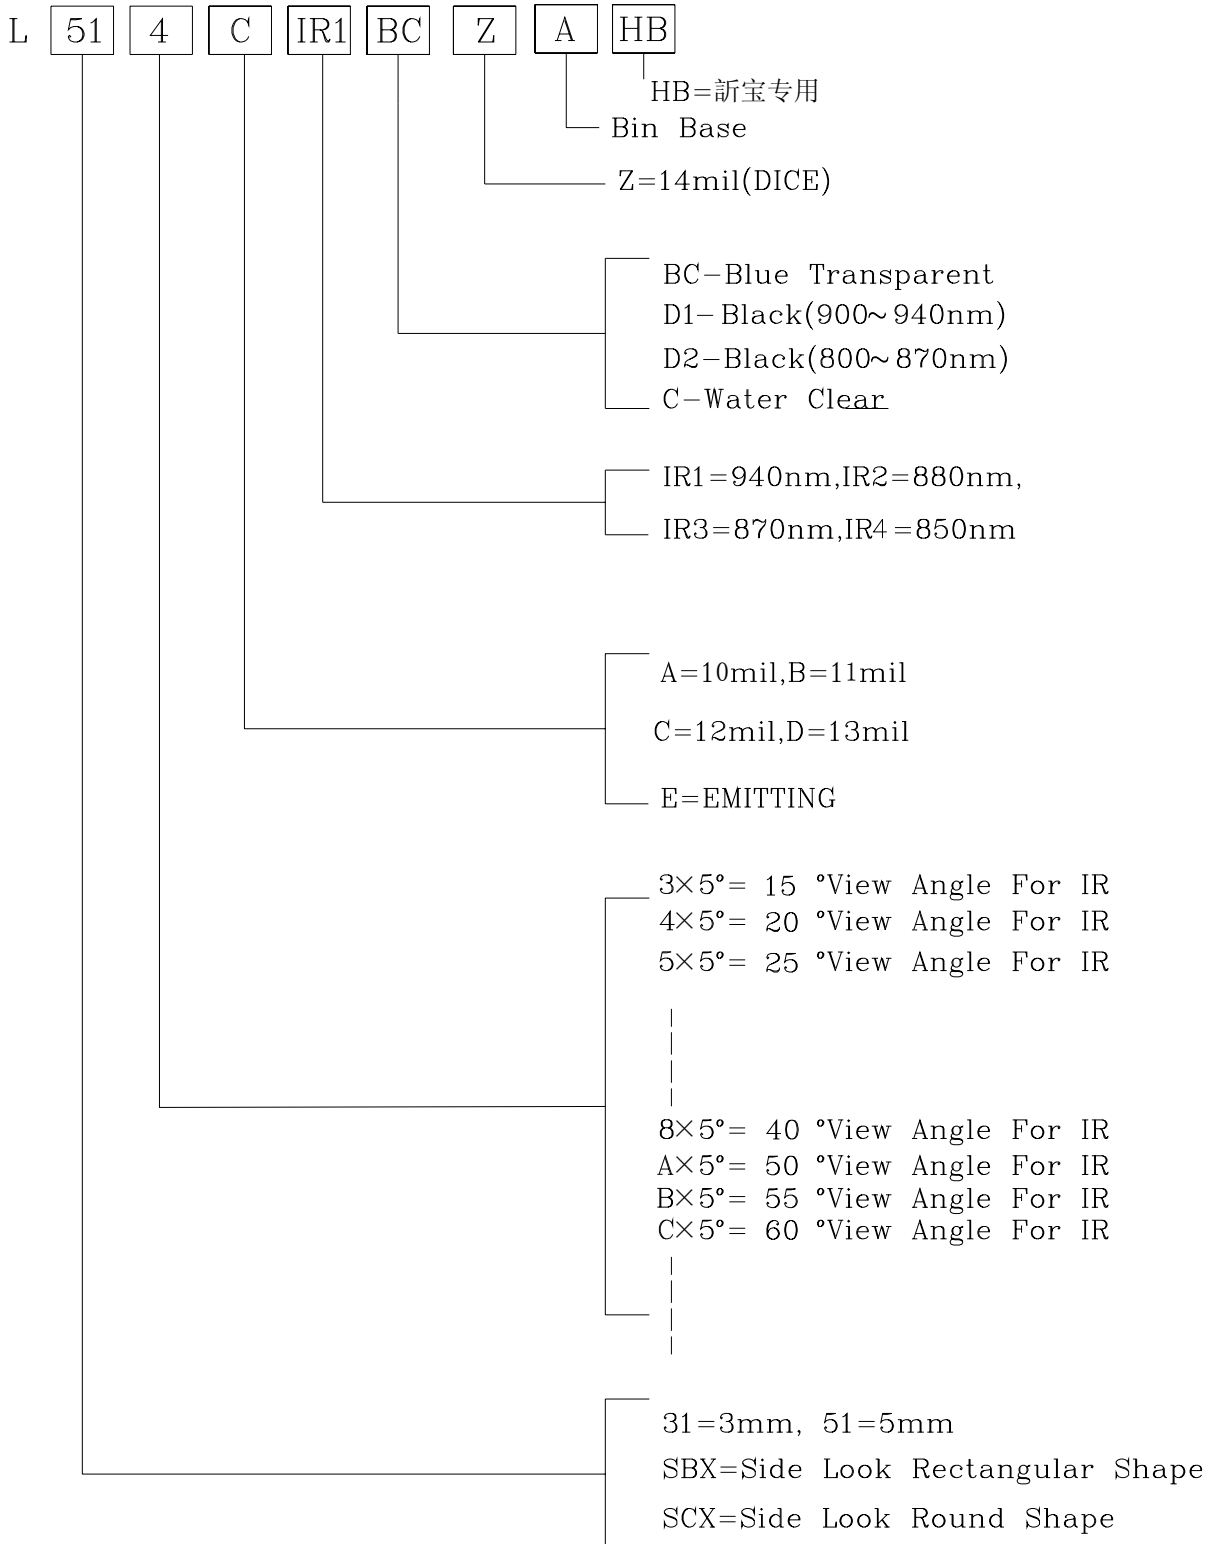 L 51 4 C IR1 BC Z A HB
HB=訢宝专用
Bin Base
Z=14mil(DICE)
BC-Blue Transparent
D1-Black(900~940nm)
D2-Black(800~870nm)
C-Water Clear
IR1=940nm,IR2=880nm,
IR3=870nm,IR4=850nm
A=10mil,B=11mil
C=12mil,D=13mil
E=EMITTING
3×5°= 15 °View Angle For IR
4×5°= 20 °View Angle For IR
5×5°= 25 °View Angle For IR
8×5°= 40 °View Angle For IR
A×5°= 50 °View Angle For IR
B×5°= 55 °View Angle For IR
C×5°= 60 °View Angle For IR
31=3mm, 51=5mm
SBX=Side Look Rectangular Shape
SCX=Side Look Round Shape